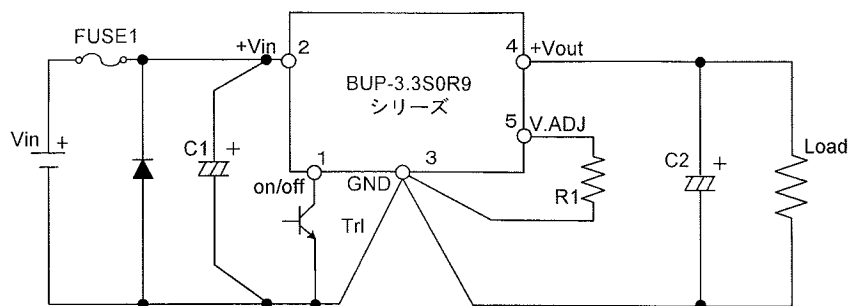 FUSE1
+Vin
2
4
+Vout
BUP-3.3S0R9
シリーズ
5
V.ADJ
Vin
+
C1
+
1
on/off
GND
3
R1
C2
+
Load
Trl